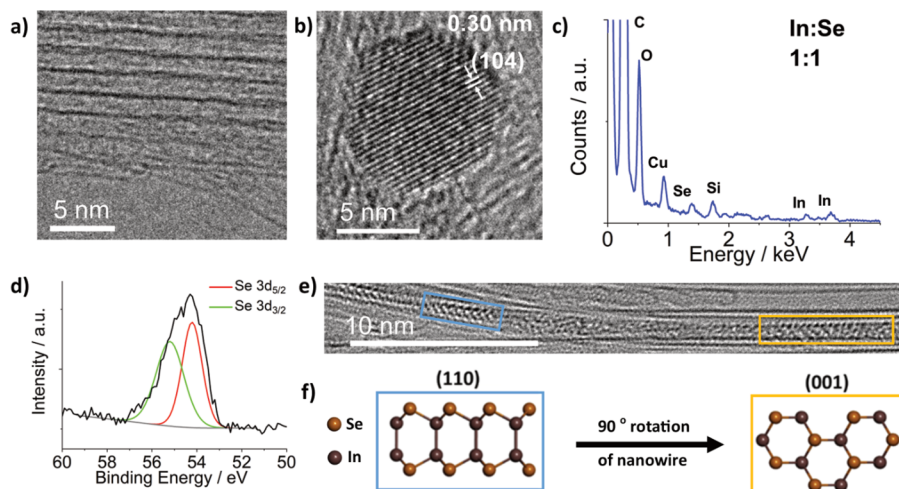 a)
5 nm
b)
0.30 nm
(104)
5 nm
c)
Counts / a.u.
C
O
Cu
Se
Si
In
In
In:Se
1:1
0
1
2
3
4
Energy / keV
d)
Intensity / a.u.
Se 3d5/2
Se 3d3/2
60
58
56
54
52
50
Binding Energy / eV
e)
10 nm
f)
Se
In
(110)
90 ° rotation
of nanowire
(001)